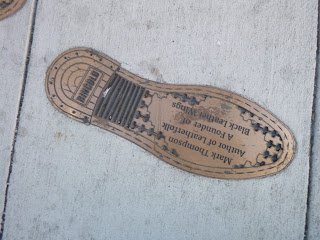 Mark Thompson
Author of Leatherfolk
A Founder of
Black Leather Wings